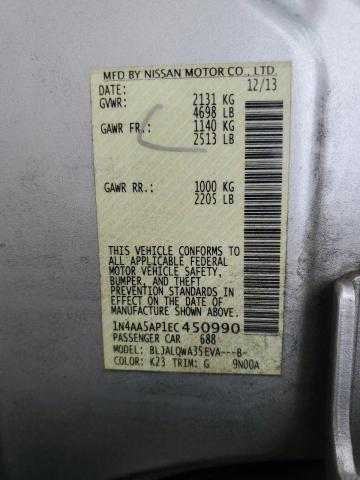 MFD BY NISSAN MOTOR CO., LTD.
DATE: 12/13
GVWR: 2131 KG
4698 LB
GAWR FR.: 1140 KG
2513 LB
GAWR RR.: 1000 KG
2205 LB
THIS VEHICLE CONFORMS TO
ALL APPLICABLE FEDERAL
MOTOR VEHICLE SAFETY,
BUMPER, AND THEFT
PREVENTION STANDARDS IN
EFFECT ON THE DATE OF
MANUFACTURE SHOWN ABOVE.
1N4AA5AP1EC450990
PASSENGER CAR 688
MODEL: BLJALQWA35EVA---B-
COLOR: K23 TRIM: G 9N00A